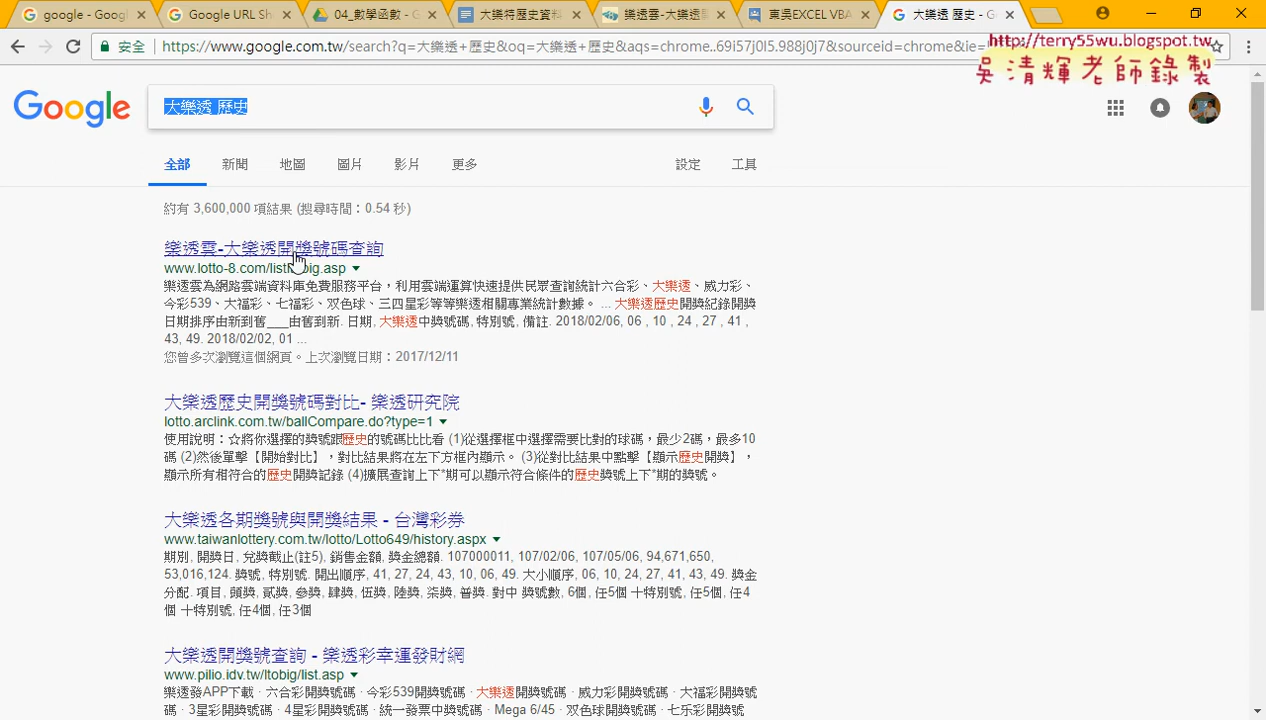 google - Googl
Google URL Sh
04_數學函數 - G
大樂特歷史資料
樂透雲-大樂透
東吳EXCEL VBA
大樂透 歷史 - G
安全
https://www.google.com.tw/search?q=大樂透+歷史&oq=大樂透+歷史&aqs=chrome..69i57j0l5.988j0j7&sourceid=chrome&ie=
http://terry55wu.blogspot.tw
吳清輝老師錄製
Google
大樂透 歷史
全部
新聞
地圖
圖片
影片
更多
設定
工具
約有 3,600,000 項結果 (搜尋時間：0.54 秒)
樂透雲-大樂透開獎號碼查詢
樂透雲為網路雲端資料庫免費服務平台，利用雲端運算快速提供民眾查詢統計六合彩、大樂透、威力彩、
今彩539、大福彩、七福彩、双色球、三四星彩等等樂透相關專業統計數據。 ... 大樂透歷史開獎紀錄開獎
日期排序由新到舊___由舊到新. 日期, 大樂透中獎號碼, 特別號, 備註. 2018/02/06, 06 , 10 , 24 , 27 , 41 ,
43, 49. 2018/02/02, 01 ...
您曾多次瀏覽這個網頁。上次瀏覽日期：2017/12/11
大樂透歷史開獎號碼對比- 樂透研究院
lotto.arclink.com.tw/ballCompare.do?type=1
使用說明：☆將你選擇的獎號跟歷史的號碼比比看 (1)從選擇框中選擇需要比對的球碼，最少2碼，最多10
碼 (2)然後單擊【開始對比】，對比結果將在左下方框內顯示。 (3)從對比結果中點擊【顯示歷史開獎】，
顯示所有相符合的歷史開獎記錄 (4)擴展查詢上下*期可以顯示符合條件的歷史獎號上下*期的獎號。
大樂透各期獎號與開獎結果 - 台灣彩券
www.taiwanlottery.com.tw/lotto/Lotto649/history.aspx
期別, 開獎日, 兌獎截止(註5), 銷售金額, 獎金總額. 107000011, 107/02/06, 107/05/06, 94,671,650,
53,016,124. 獎號, 特別號. 開出順序, 41, 27, 24, 43, 10, 06, 49. 大小順序, 06, 10, 24, 27, 41, 43, 49. 獎金
分配. 項目, 頭獎, 貳獎, 參獎, 肆獎, 伍獎, 陸獎, 柒獎, 普獎. 對中 獎號數, 6個, 任5個 十特別號, 任5個, 任4
個 十特別號, 任4個, 任3個
大樂透開獎號查詢 - 樂透彩幸運發財網
www.pilio.idv.tw/ltobig/list.asp
樂透發APP下載 · 六合彩開獎號碼 · 今彩539開獎號碼 · 大樂透開獎號碼 · 威力彩開獎號碼 · 大福彩開獎號碼
· 3星彩開獎號碼 · 4星彩開獎號碼 · 統一發票中獎號碼 · Mega 6/45 · 双色球開獎號碼 · 七乐彩開獎號碼